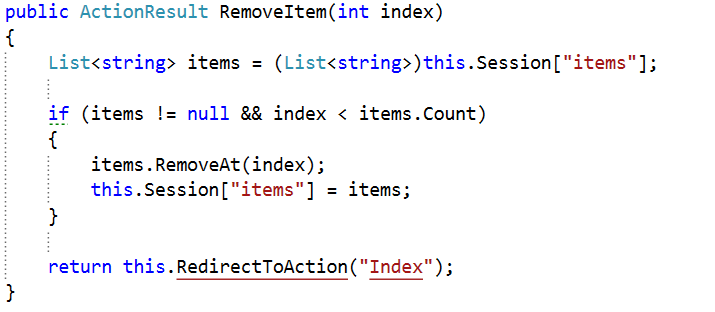 public ActionResult RemoveItem(int index)
{
    List<string> items = (List<string>)this.Session["items"];

    if (items != null && index < items.Count)
    {
        items.RemoveAt(index);
        this.Session["items"] = items;
    }

    return this.RedirectToAction("Index");
}